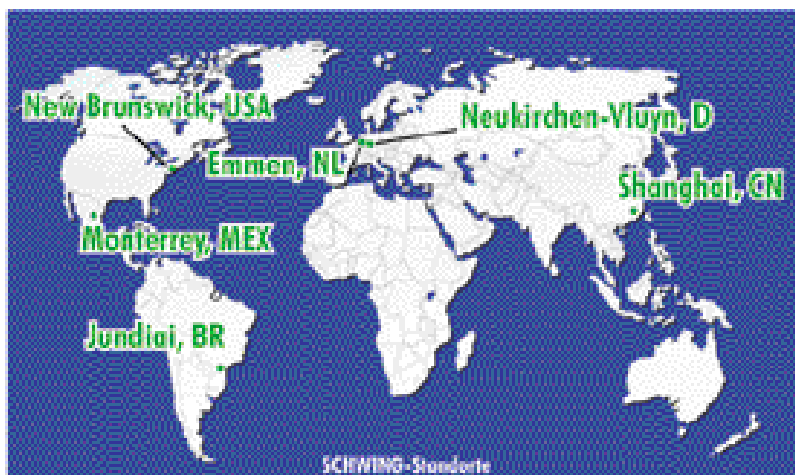 New Brunswick, USA
Neukirchen-Vluyn, D
Emmen, NL
Shanghai, CN
Monterrey, MEX
Jundiai, BR
SCHWING-Standorte